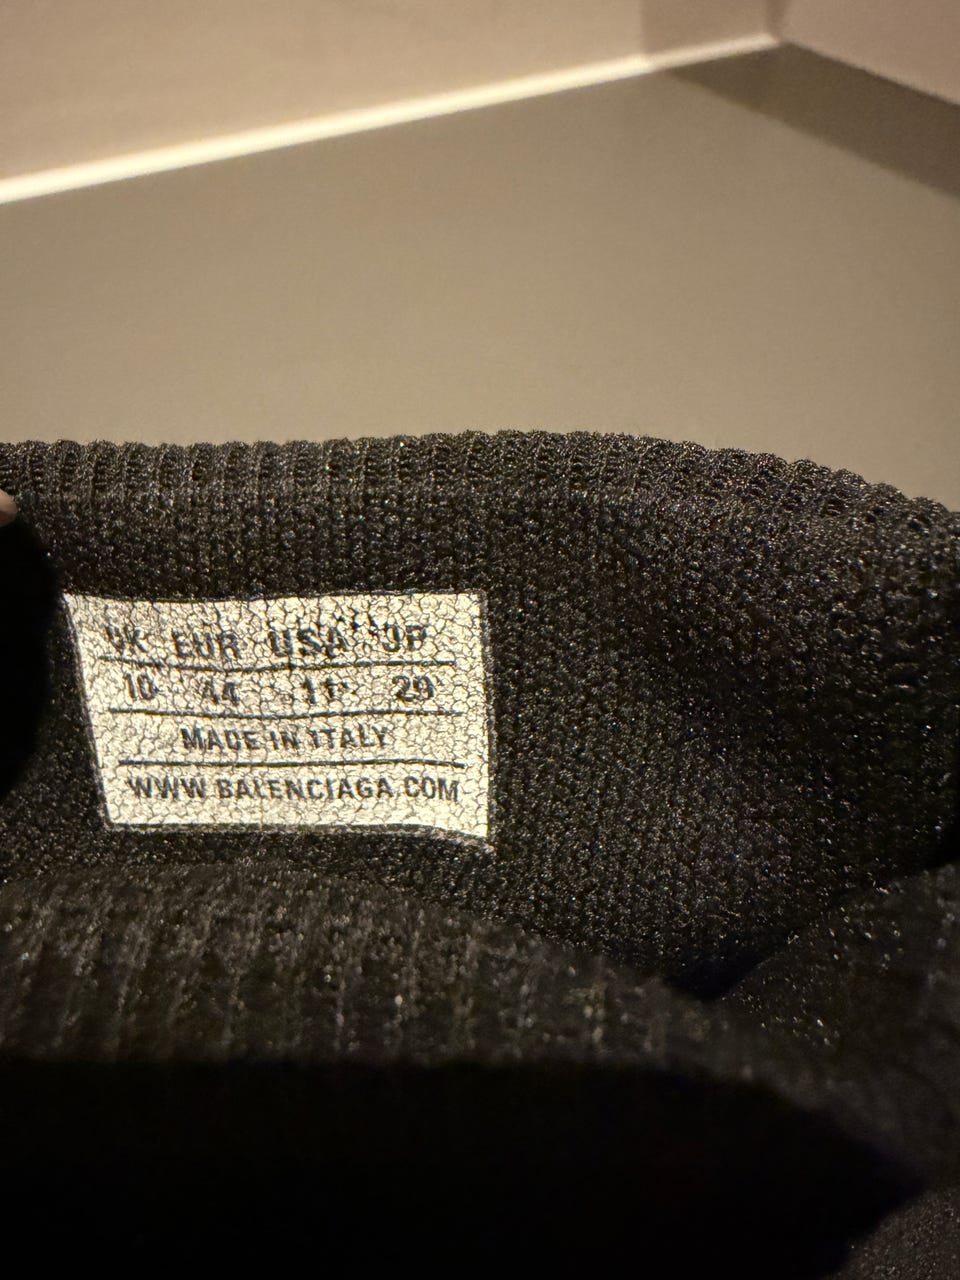 UK EUR USA JP
10 44 11 29
MADE IN ITALY
WWW.BALENCIAGA.COM